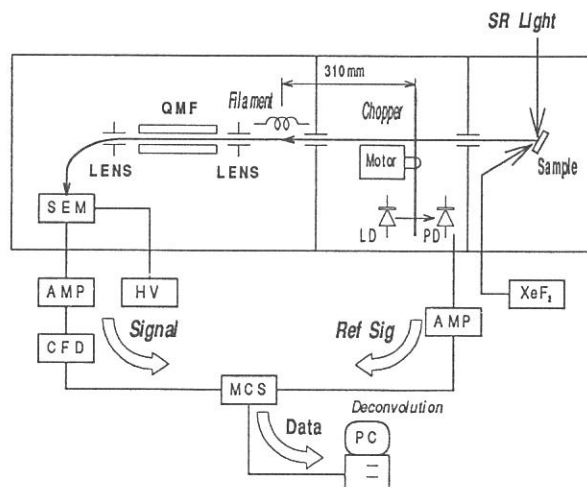 SR Light
310mm
QMF
Filament
Chopper
LENS
LENS
Motor
Sample
SEM
LD
PD
AMP
HV
XeF₂
Signal
Ref Sig
AMP
CFD
MCS
Deconvolution
Data
PC